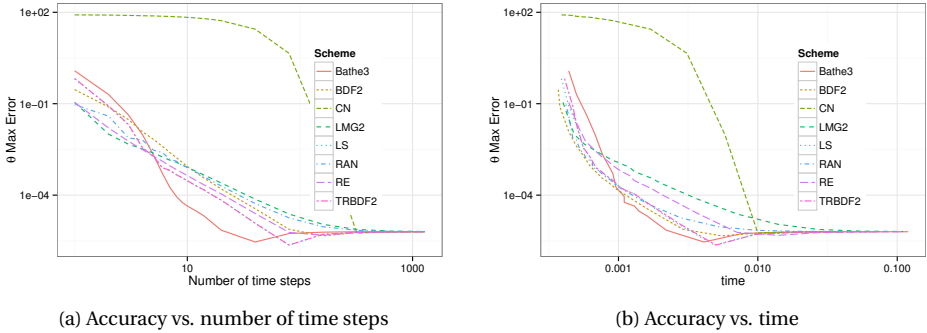 1e+02
1e−01
1e−04
θ Max Error
10
1000
Number of time steps
Scheme
Bathe3
BDF2
CN
LMG2
LS
RAN
RE
TRBDF2
(a) Accuracy vs. number of time steps
1e+02
1e−01
1e−04
θ Max Error
0.001
0.010
0.100
time
Scheme
Bathe3
BDF2
CN
LMG2
LS
RAN
RE
TRBDF2
(b) Accuracy vs. time